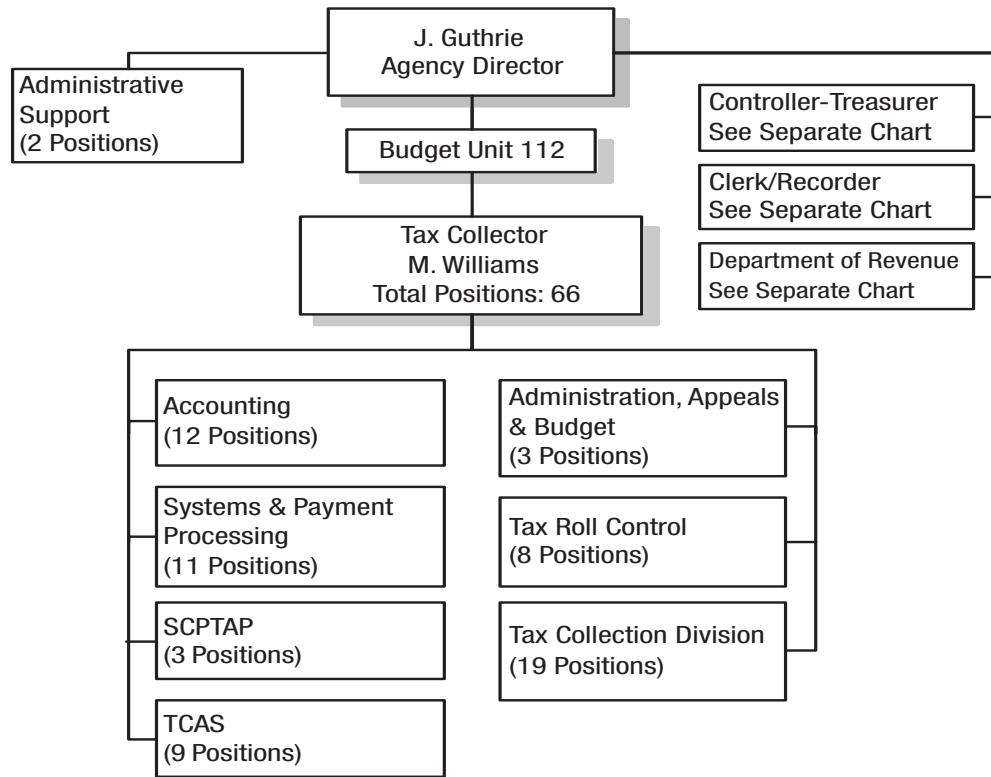 J. Guthrie
Agency Director
Administrative
Support
(2 Positions)
Budget Unit 112
Controller-Treasurer
See Separate Chart
Clerk/Recorder
See Separate Chart
Department of Revenue
See Separate Chart
Tax Collector
M. Williams
Total Positions: 66
Accounting
(12 Positions)
Systems & Payment
Processing
(11 Positions)
SCPTAP
(3 Positions)
TCAS
(9 Positions)
Administration, Appeals
& Budget
(3 Positions)
Tax Roll Control
(8 Positions)
Tax Collection Division
(19 Positions)